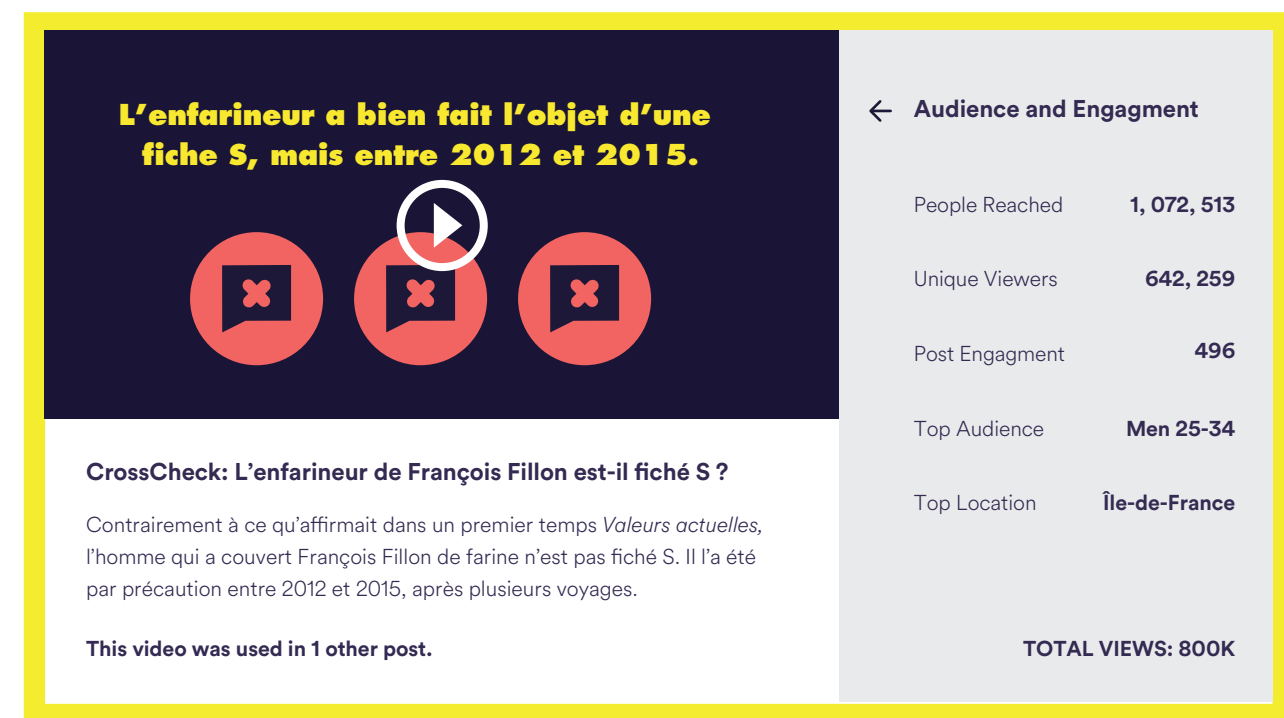 L’enfarineur a bien fait l’objet d’une
fiche S, mais entre 2012 et 2015.
CrossCheck: L’enfarineur de François Fillon est-il fiché S ?
Contrairement à ce qu’affirmait dans un premier temps Valeurs actuelles,
l’homme qui a couvert François Fillon de farine n’est pas fiché S. Il l’a été
par précaution entre 2012 et 2015, après plusieurs voyages.
This video was used in 1 other post.
Audience and Engagment
People Reached 1, 072, 513
Unique Viewers 642, 259
Post Engagment 496
Top Audience Men 25-34
Top Location Île-de-France
TOTAL VIEWS: 800K